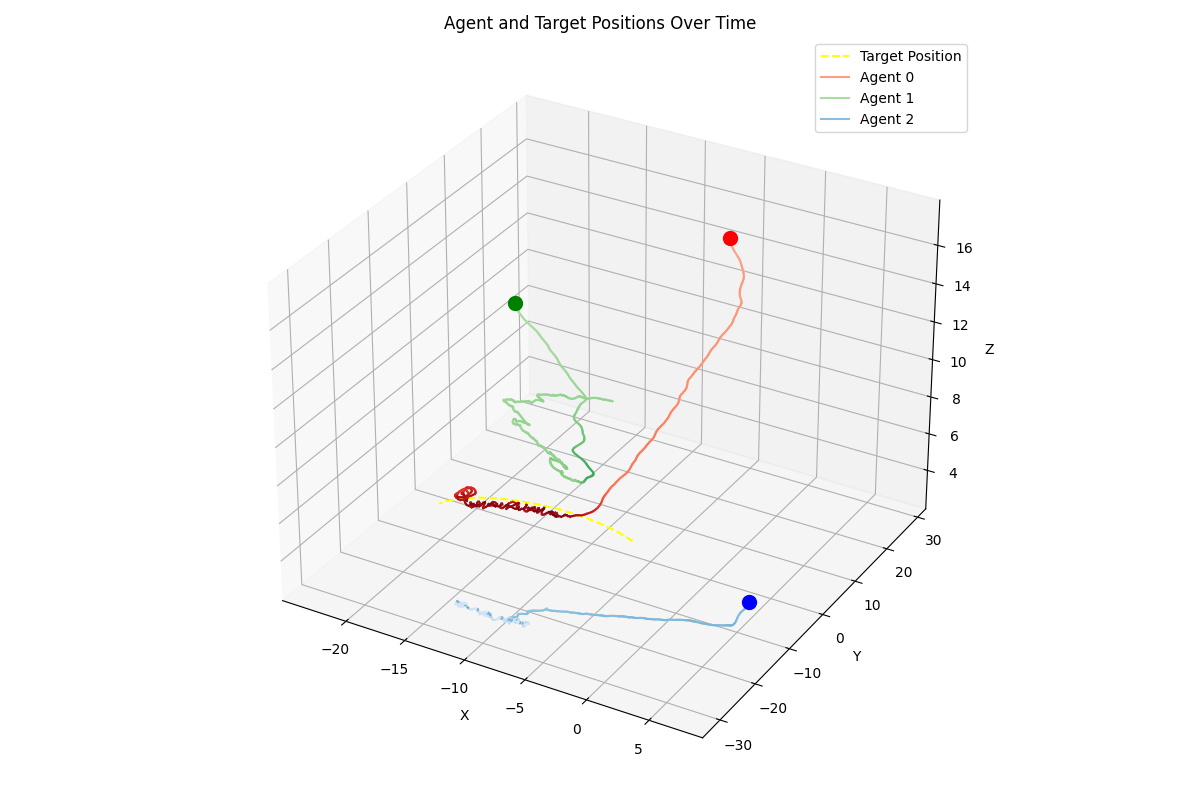 Agent and Target Positions Over Time
Target Position
Agent 0
Agent 1
Agent 2
16
14
12
10
8
6
4
Z
30
20
10
0
−10
−20
−30
Y
−20
−15
−10
−5
0
5
X